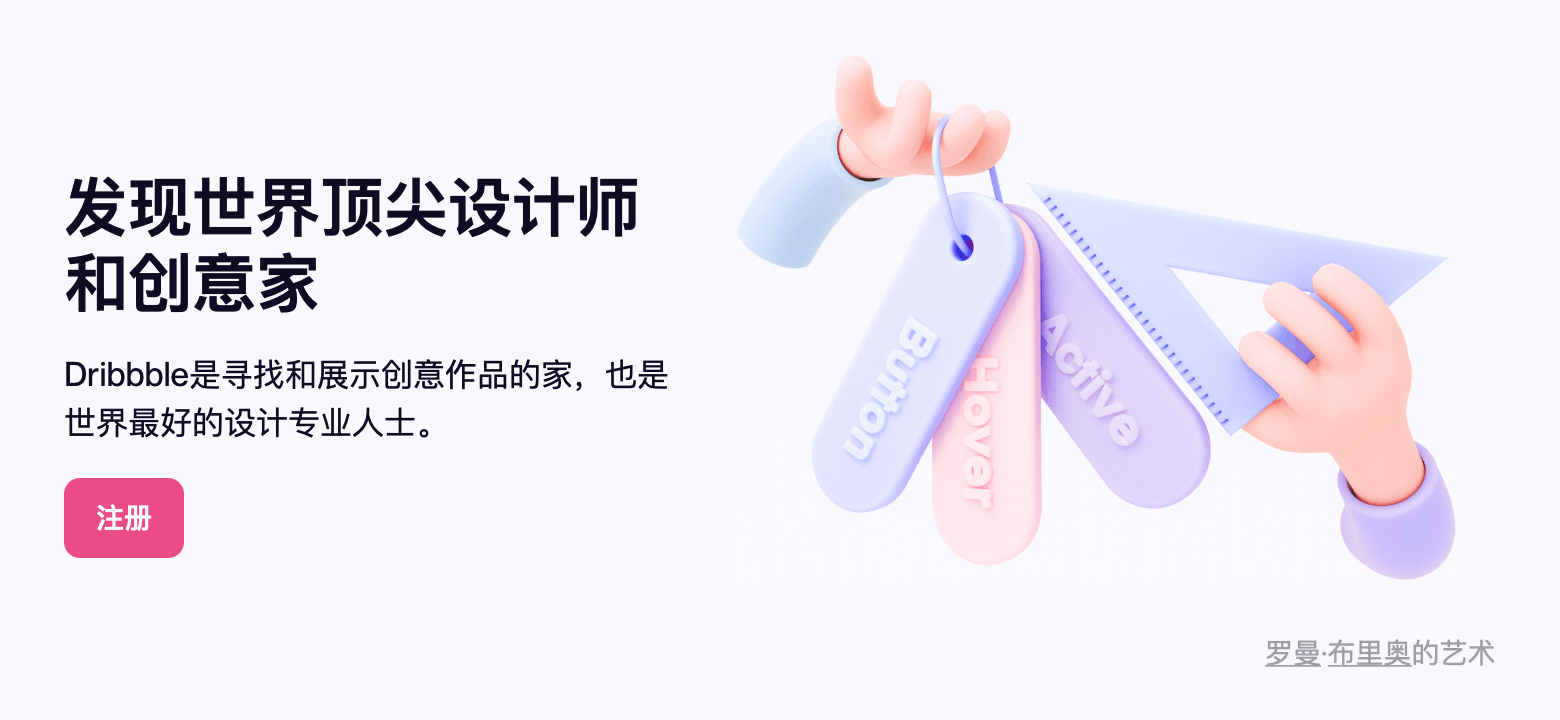 发现世界顶尖设计师
和创意家
Dribbble是寻找和展示创意作品的家，也是
世界最好的设计专业人士。
注册
Button
Hover
Active
罗曼·布里奥的艺术